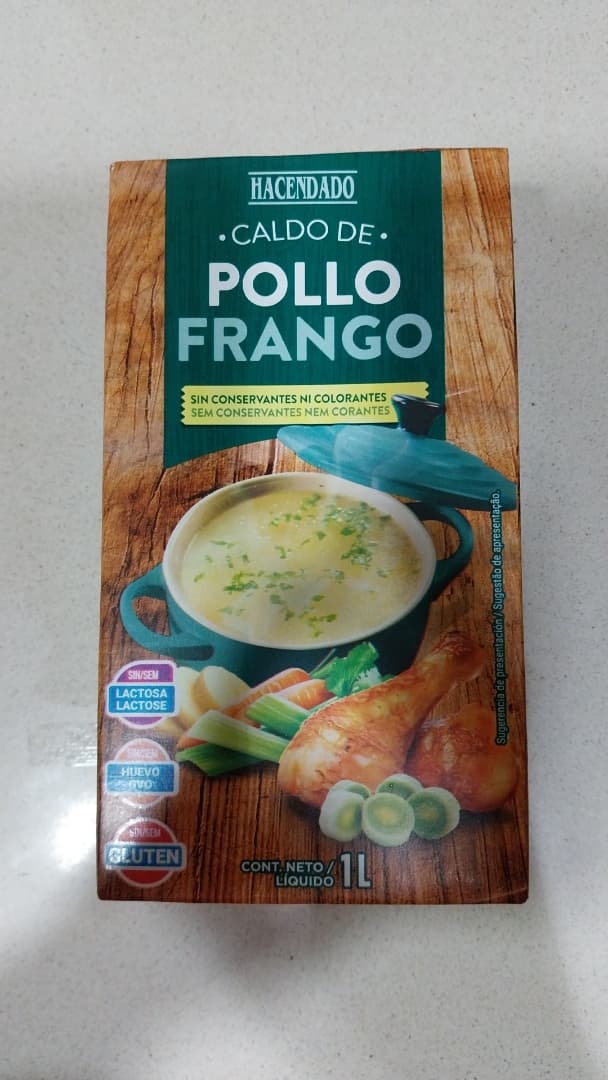 HACENDADO
• CALDO DE •
POLLO
FRANGO
SIN CONSERVANTES NI COLORANTES
SEM CONSERVANTES NEM CORANTES
Sugerencia de presentación / Sugestão de apresentação.
SIN/SEM
LACTOSA
LACTOSE
SIN/SEM
HUEVO
OVO
SIN/SEM
GLUTEN
CONT. NETO /
LÍQUIDO 1L